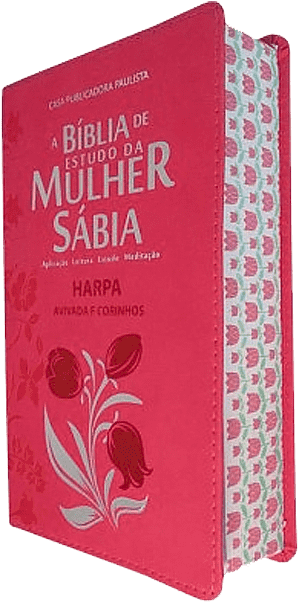 CASA PUBLICADORA PAULISTA
A BÍBLIA DE
ESTUDO DA
MULHER
SÁBIA
Aplicação Leitura Estudo Meditação
HARPA
AVIVADA E CORINHOS